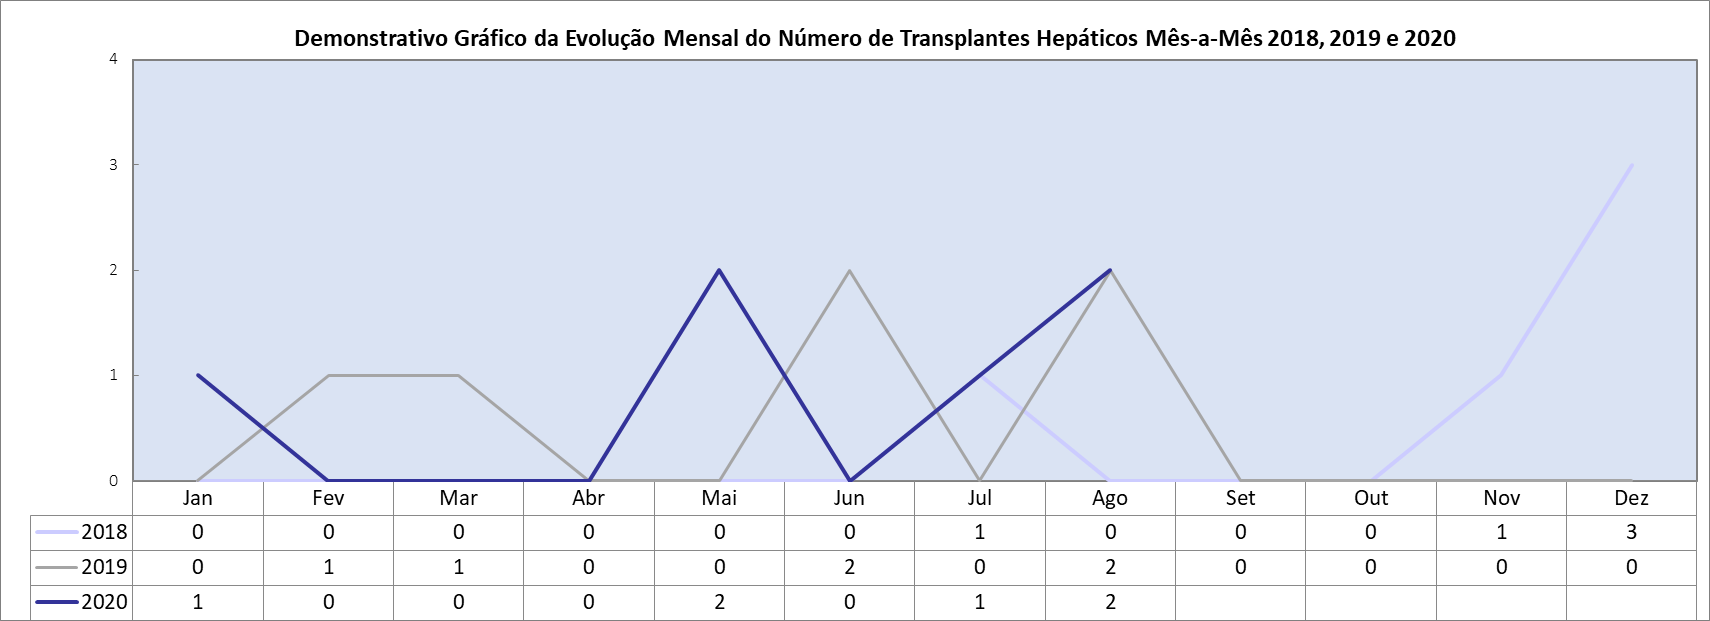 Demonstrativo Gráfico da Evolução Mensal do Número de Transplantes Hepáticos Mês-a-Mês 2018, 2019 e 2020
4
3
2
1
0
Jan Fev Mar Abr Mai Jun Jul Ago Set Out Nov Dez
2018 0 0 0 0 0 0 1 0 0 0 1 3
2019 0 1 1 0 0 2 0 2 0 0 0 0
2020 1 0 0 0 2 0 1 2